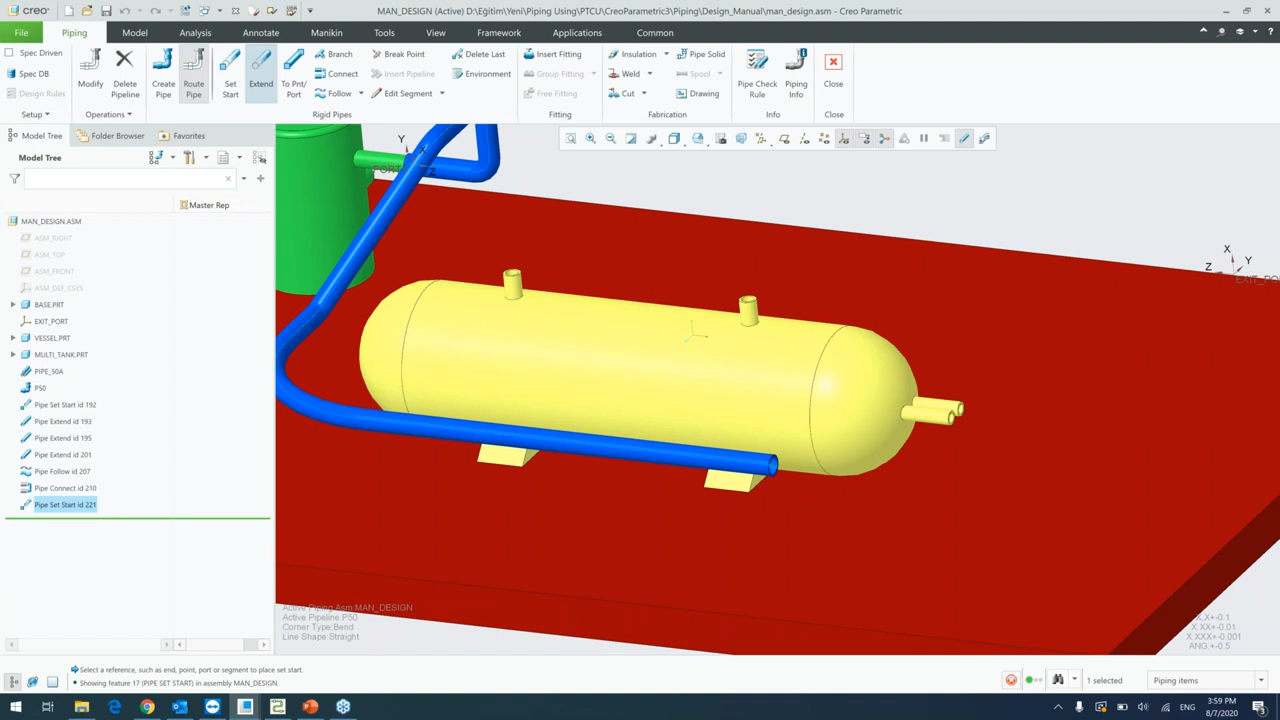 creo
MAN_DESIGN (Active) D:\Egitim\Yeni\Piping Using\PTCU\CreoParametric3\Piping\Design_Manual\man_design.asm - Creo Parametric
File
Piping
Model
Analysis
Annotate
Manikin
Tools
View
Framework
Applications
Common
Spec Driven
Spec DB
Design Rules
Setup
Modify
Delete Pipeline
Create Pipe
Route Pipe
Operations
Set Start
Extend
To Pnt/ Port
Branch
Connect
Follow
Break Point
Insert Pipeline
Edit Segment
Delete Last
Environment
Rigid Pipes
Insert Fitting
Group Fitting
Free Fitting
Fitting
Insulation
Weld
Cut
Pipe Solid
Spool
Drawing
Fabrication
Pipe Check Rule
Piping Info
Info
Close
Close
Model Tree
Folder Browser
Favorites
Model Tree
Master Rep
MAN_DESIGN.ASM
ASM_RIGHT
ASM_TOP
ASM_FRONT
ASM_DEF_CSYS
BASE.PRT
EXIT_PORT
VESSEL.PRT
MULTI_TANK.PRT
PIPE_50A
P50
Pipe Set Start id 192
Pipe Extend id 193
Pipe Extend id 195
Pipe Extend id 201
Pipe Follow id 207
Pipe Connect id 210
Pipe Set Start id 221
Y
X
Z
X
Y
Z
Active Piping Asm:MAN_DESIGN
Active Pipeline:P50
Corner Type:Bend
Line Shape:Straight
X.X+-0.1
X.XX+-0.01
X.XXX+-0.001
ANG.+-0.5
Select a reference, such as end, point, port or segment to place set start.
• Showing feature 17 (PIPE SET START) in assembly MAN_DESIGN.
1 selected
Piping items
ENG
3:59 PM
8/7/2020
3